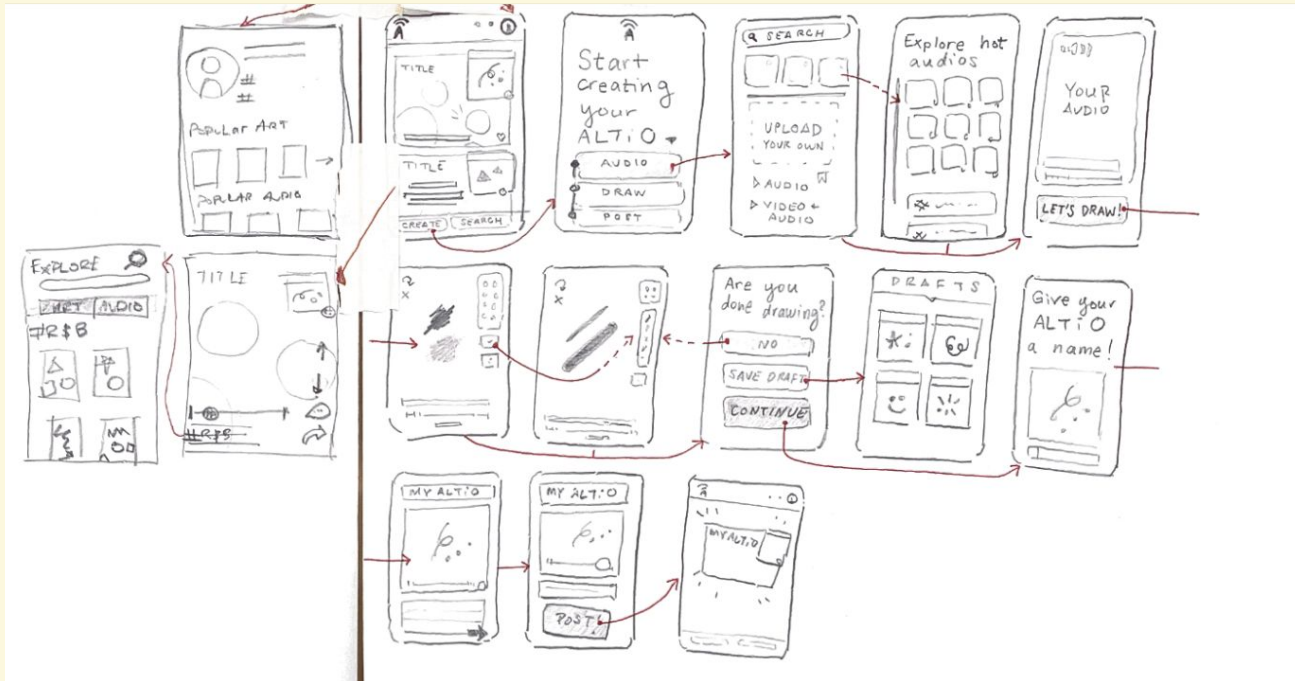 POPULAR ART
POPULAR AUDIO
TITLE
TITLE
CREATE
SEARCH
Start
creating
your
ALTiO
AUDIO
DRAW
POST
SEARCH
UPLOAD
YOUR OWN
AUDIO
VIDEO +
AUDIO
Explore hot
audios
YOUR
AUDIO
LET'S DRAW!
EXPLORE
ART
AUDIO
#R$B
TITLE
#R$B
Are you
done drawing?
NO
SAVE DRAFT
CONTINUE
DRAFTS
Give your
ALTiO
a name!
MY ALTiO
MY ALTiO
POST!
MY ALTiO